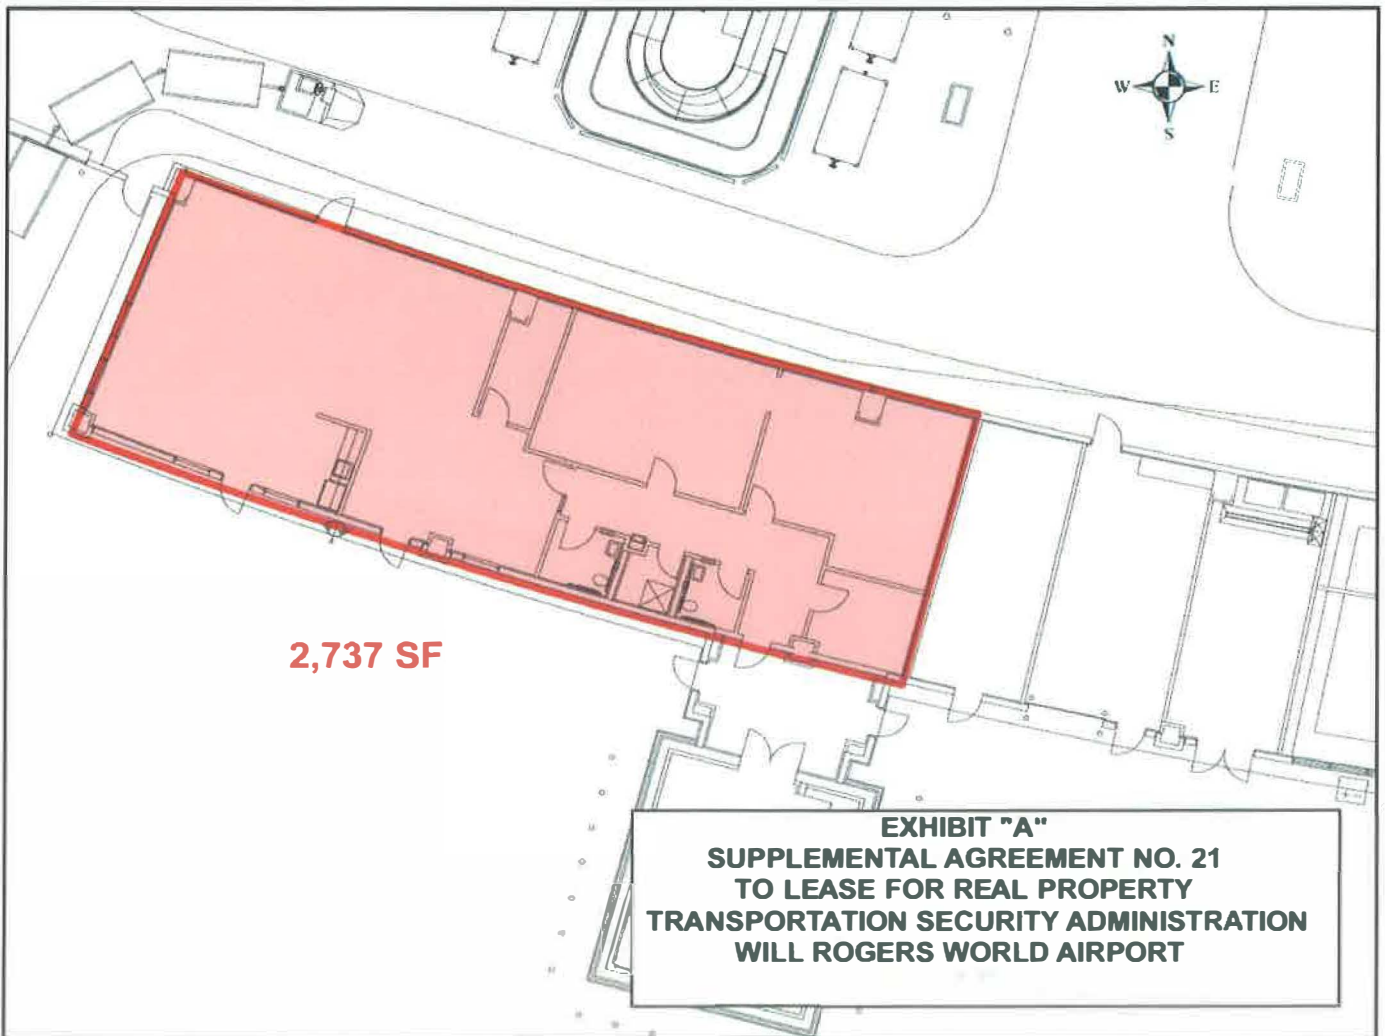 N
W E
S
2,737 SF
EXHIBIT "A"
SUPPLEMENTAL AGREEMENT NO. 21
TO LEASE FOR REAL PROPERTY
TRANSPORTATION SECURITY ADMINISTRATION
WILL ROGERS WORLD AIRPORT